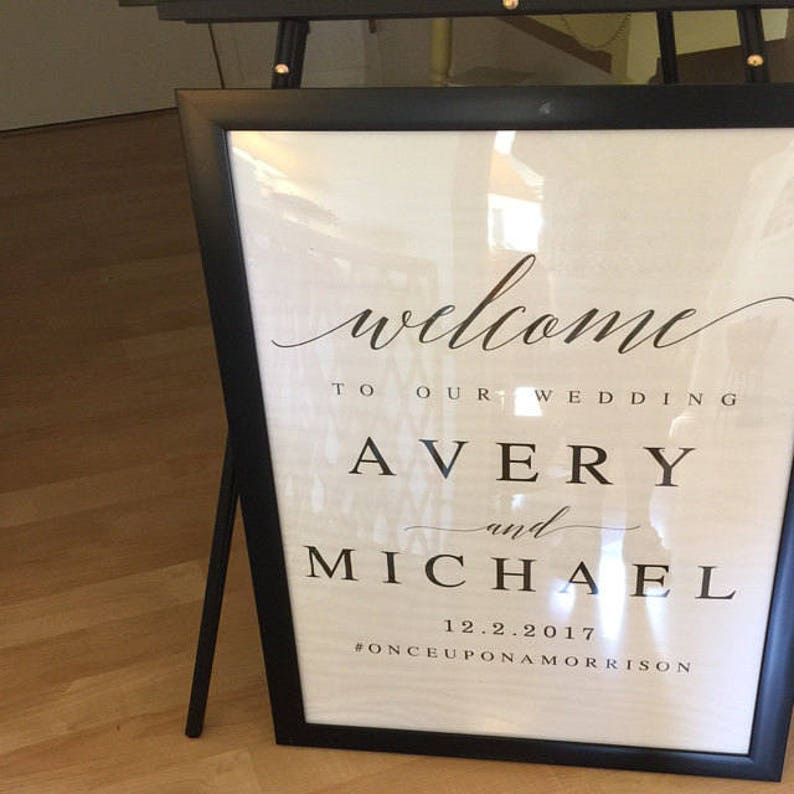 welcome
TO OUR WEDDING
AVERY
and
MICHAEL
12.2.2017
#ONCEUPONAMORRISON